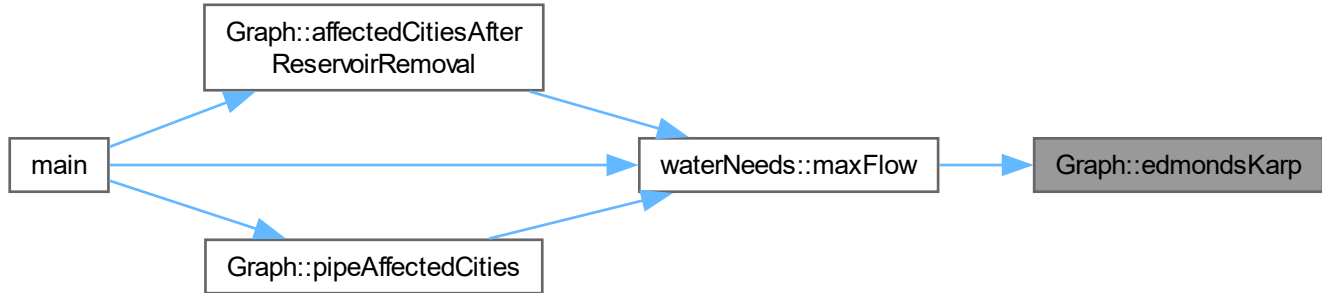 Graph::affectedCitiesAfter
ReservoirRemoval
main
waterNeeds::maxFlow
Graph::edmondsKarp
Graph::pipeAffectedCities